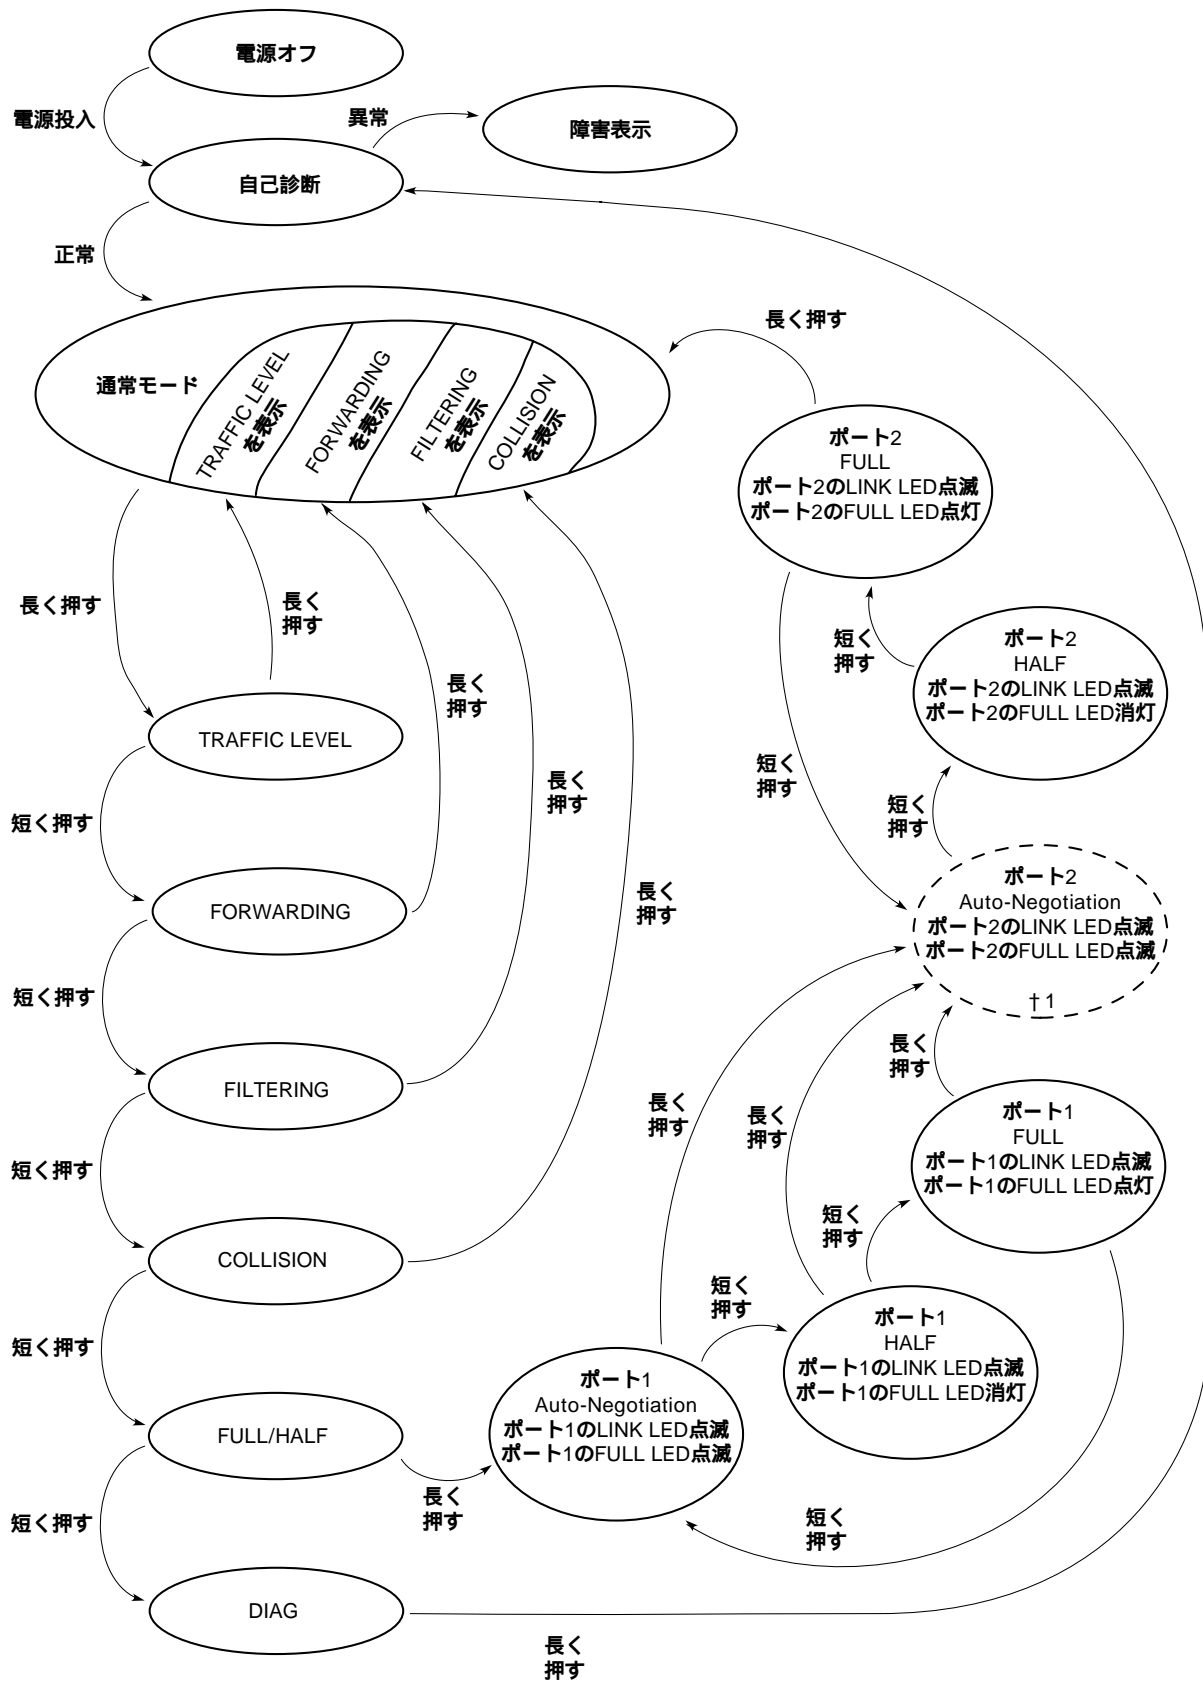 電源オフ
電源投入
異常
障害表示
自己診断
正常
長く押す
通常モード
TRAFFIC LEVEL
を表示
FORWARDING
を表示
FILTERING
を表示
COLLISION
を表示
ポート2
FULL
ポート2のLINK LED点滅
ポート2のFULL LED点灯
長く押す
長く
押す
短く
押す
ポート2
HALF
ポート2のLINK LED点滅
ポート2のFULL LED消灯
長く
押す
TRAFFIC LEVEL
短く
押す
長く
押す
短く
押す
短く押す
ポート2
Auto-Negotiation
ポート2のLINK LED点滅
ポート2のFULL LED点滅
†1
長く
押す
FORWARDING
短く押す
長く
押す
FILTERING
長く
押す
長く
押す
ポート1
FULL
ポート1のLINK LED点滅
ポート1のFULL LED点灯
短く押す
短く
押す
COLLISION
短く
押す
ポート1
HALF
ポート1のLINK LED点滅
ポート1のFULL LED消灯
短く押す
ポート1
Auto-Negotiation
ポート1のLINK LED点滅
ポート1のFULL LED点滅
FULL/HALF
長く
押す
短く
押す
短く押す
DIAG
長く
押す